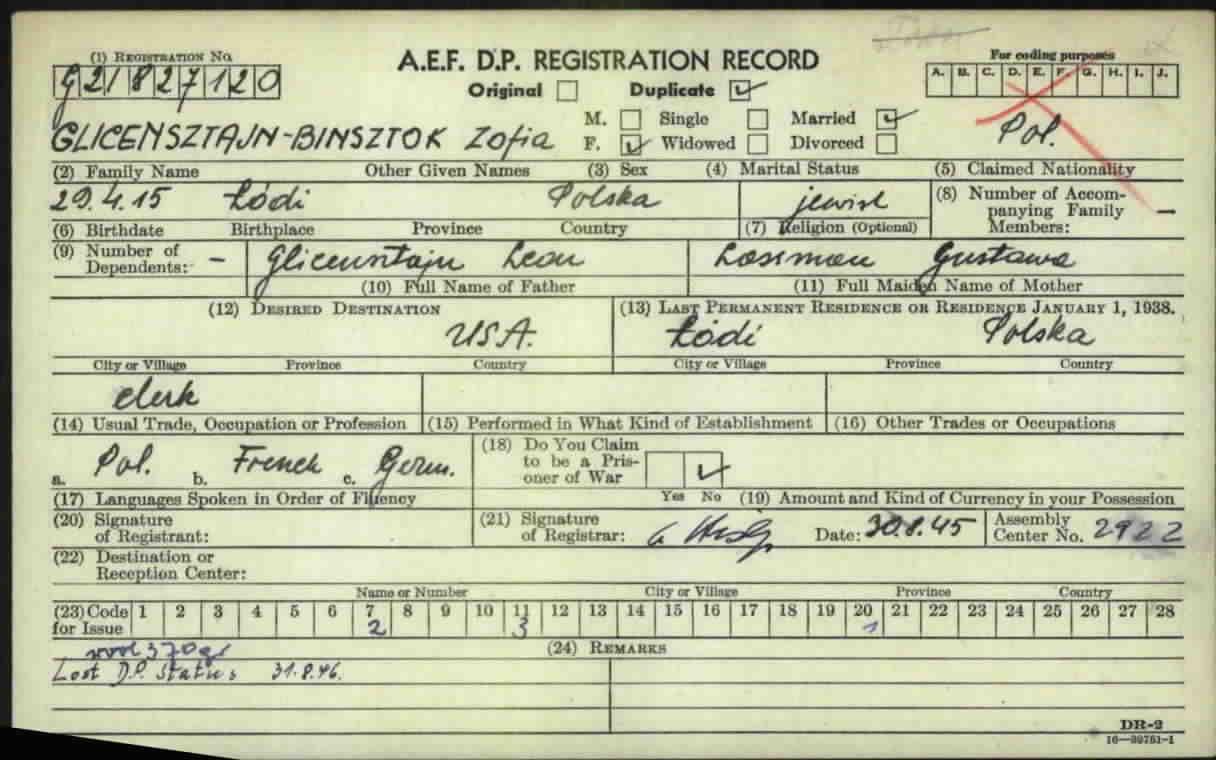 (1) REGISTRATION No.
G21827120
A.E.F. D.P. REGISTRATION RECORD
Original Duplicate ✓
For coding purposes
A. B. C. D. E. F. G. H. I. J.
GLICENSZTAJN-BINSZTOK Zofia
M. Single Married ✓
F. ✓ Widowed Divorced
Pol.
(2) Family Name Other Given Names (3) Sex (4) Marital Status (5) Claimed Nationality
29.4.15 Łódź Polska jewish
(8) Number of Accompanying Family Members: —
(6) Birthdate Birthplace Province Country (7) Religion (Optional)
(9) Number of Dependents: –
Glicensztajn Leon Lassman Gustawa
(10) Full Name of Father (11) Full Maiden Name of Mother
(12) DESIRED DESTINATION (13) LAST PERMANENT RESIDENCE OR RESIDENCE JANUARY 1, 1938.
USA. Łódź Polska
City or Village Province Country City or Village Province Country
clerk
(14) Usual Trade, Occupation or Profession (15) Performed in What Kind of Establishment (16) Other Trades or Occupations
a. Pol. b. French c. Germ.
(18) Do You Claim to be a Prisoner of War
✓
Yes No
(17) Languages Spoken in Order of Fluency (19) Amount and Kind of Currency in your Possession
(20) Signature of Registrant:
(21) Signature of Registrar:
Date: 30.8.45
Assembly Center No. 2922
(22) Destination or Reception Center:
Name or Number City or Village Province Country
(23) Code for Issue 1 2 3 4 5 6 7 8 9 10 11 12 13 14 15 16 17 18 19 20 21 22 23 24 25 26 27 28
2 3 1
wool 370gr
(24) REMARKS
Lost D.P. Status 31.8.46.
DR-2
16—39751-1